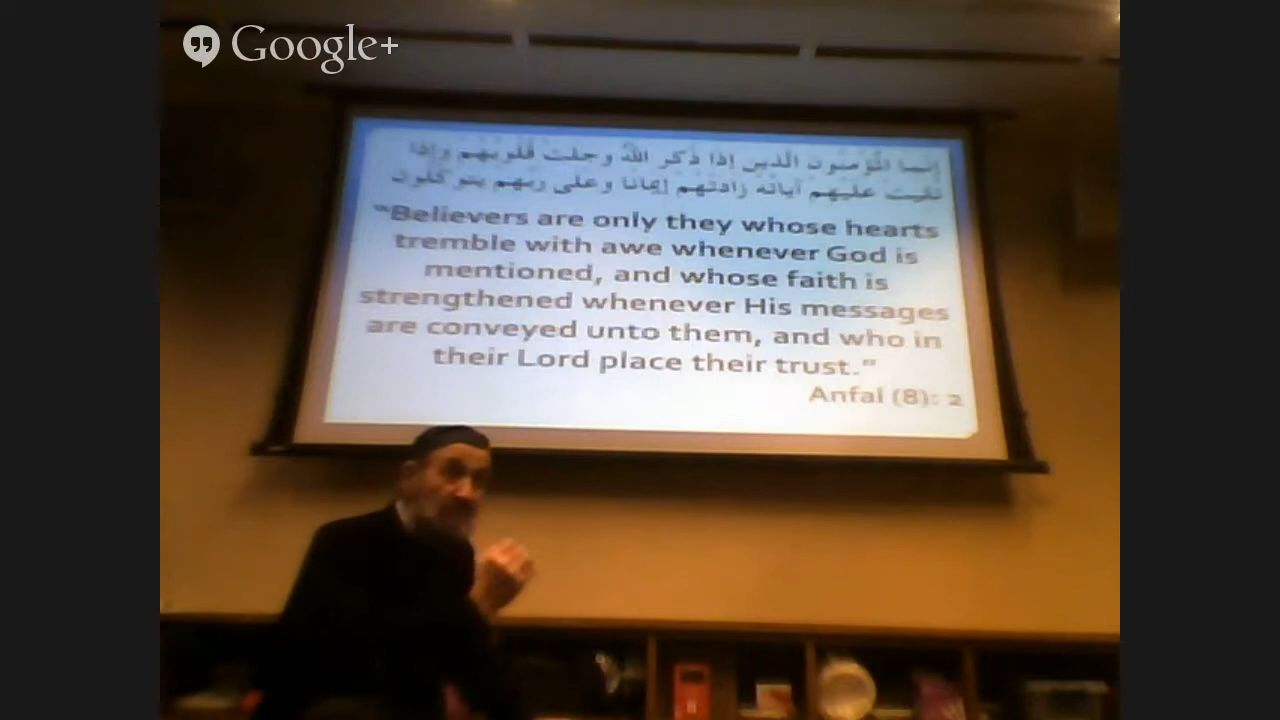 Google+
إنما المؤمنون الذين إذا ذكر الله وجلت قلوبهم وإذا
تليت عليهم آياته زادتهم إيمانا وعلى ربهم يتوكلون
"Believers are only they whose hearts
tremble with awe whenever God is
mentioned, and whose faith is
strengthened whenever His messages
are conveyed unto them, and who in
their Lord place their trust."
Anfal (8): 2